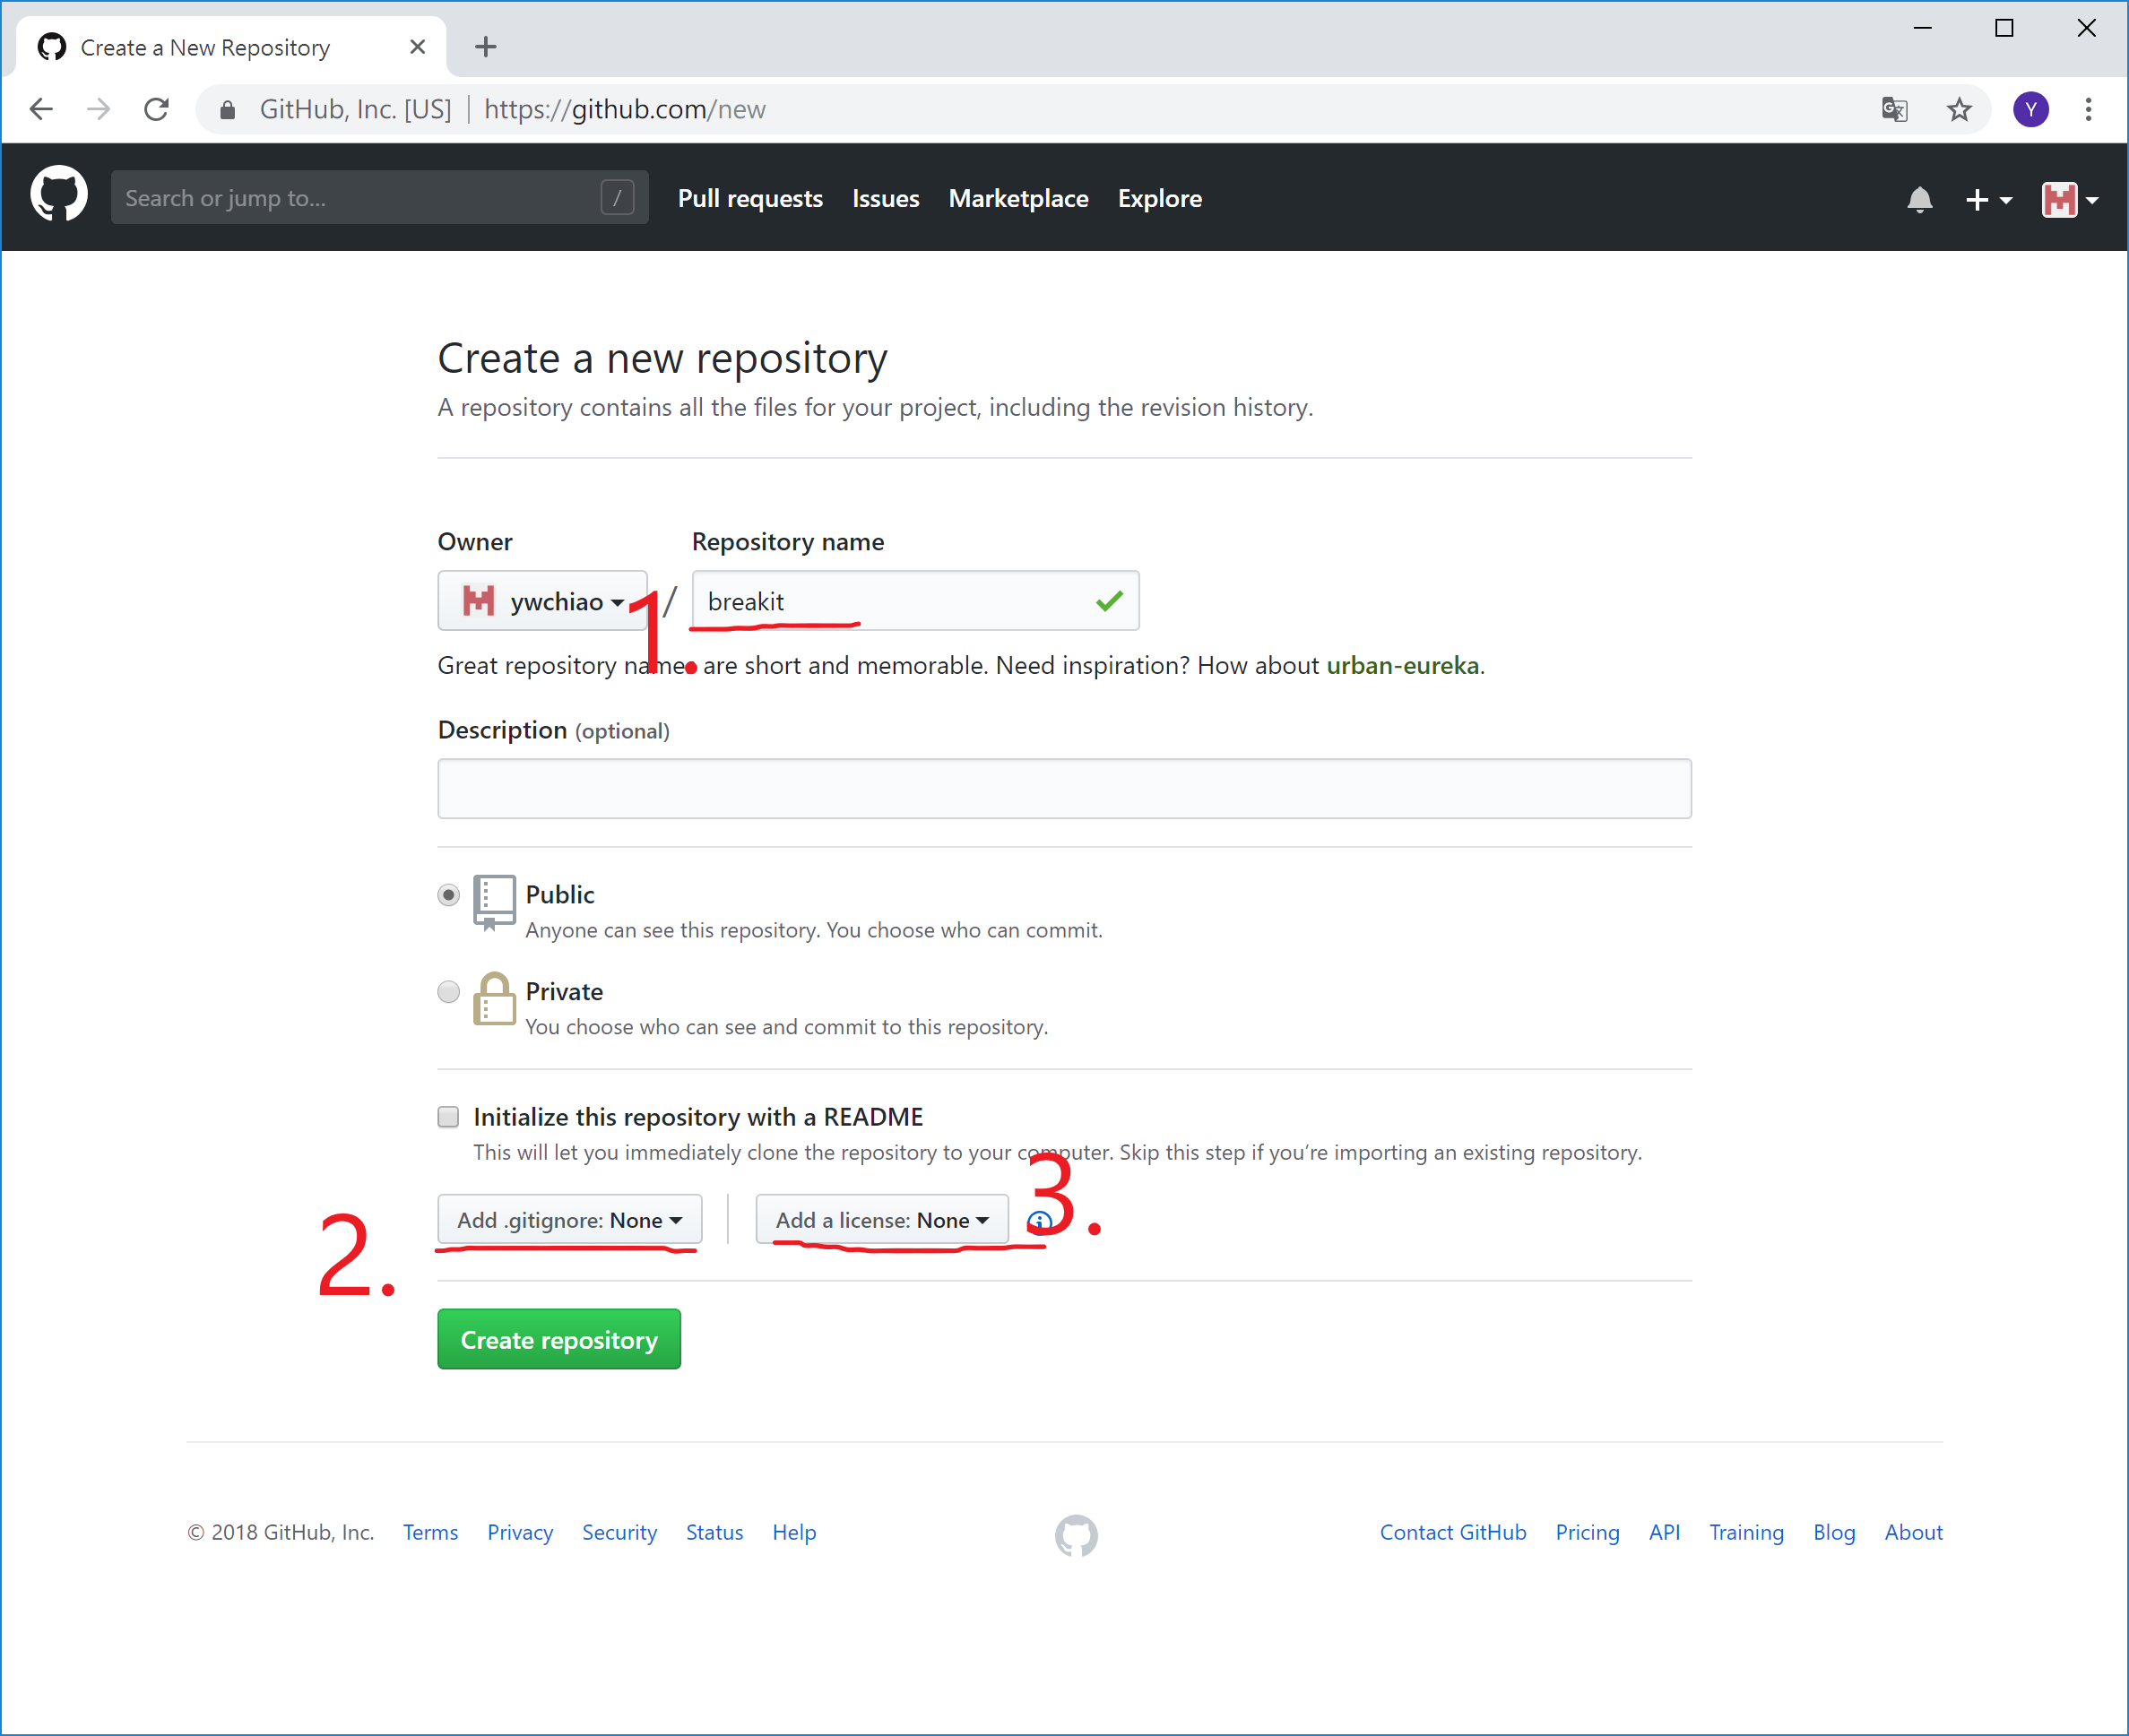 Create a New Repository
GitHub, Inc. [US] https://github.com/new
Y
Search or jump to... / Pull requests Issues Marketplace Explore
Create a new repository
A repository contains all the files for your project, including the revision history.
Owner Repository name
ywchiao / breakit
1.
Great repository names are short and memorable. Need inspiration? How about urban-eureka.
Description (optional)
Public
Anyone can see this repository. You choose who can commit.
Private
You choose who can see and commit to this repository.
Initialize this repository with a README
This will let you immediately clone the repository to your computer. Skip this step if you’re importing an existing repository.
2. Add .gitignore: None Add a license: None 3.
Create repository
© 2018 GitHub, Inc. Terms Privacy Security Status Help Contact GitHub Pricing API Training Blog About